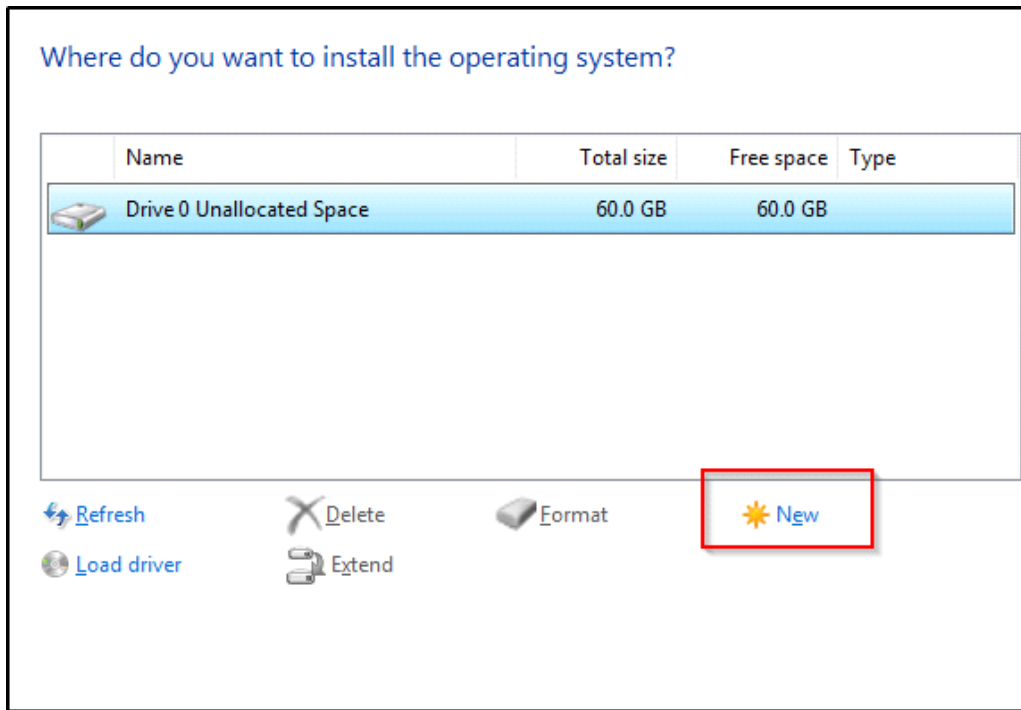 Where do you want to install the operating system?
Name Total size Free space Type
Drive 0 Unallocated Space 60.0 GB 60.0 GB
Refresh Delete Format New
Load driver Extend